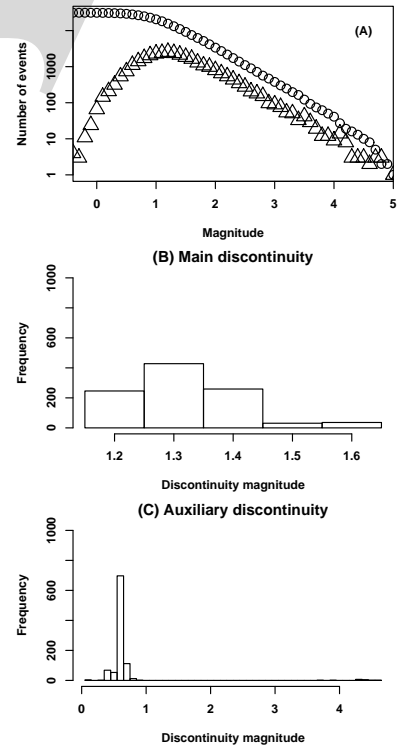 (A)
Number of events
1000
100
10
1
0 1 2 3 4 5
Magnitude
(B) Main discontinuity
Frequency
1000
600
200
0
1.2 1.3 1.4 1.5 1.6
Discontinuity magnitude
(C) Auxiliary discontinuity
Frequency
1000
600
200
0
0 1 2 3 4
Discontinuity magnitude